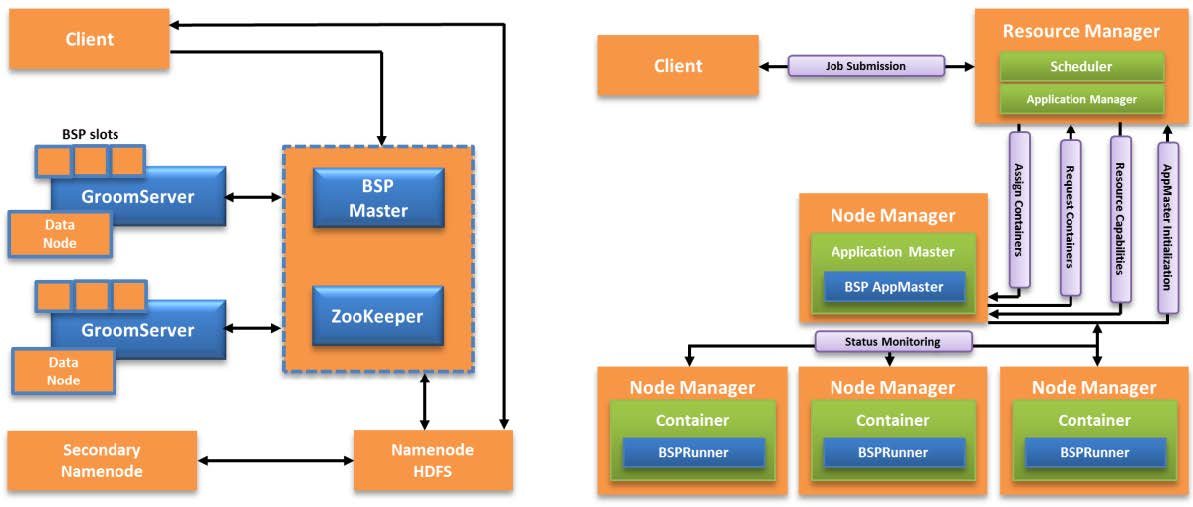 Client
BSP slots
GroomServer
Data
Node
GroomServer
Data
Node
BSP
Master
ZooKeeper
Secondary
Namenode
Namenode
HDFS
Client
Job Submission
Resource Manager
Scheduler
Application Manager
Assign Containers
Request Containers
Resource Capabilities
AppMaster Initialization
Node Manager
Application Master
BSP AppMaster
Status Monitoring
Node Manager
Container
BSPRunner
Node Manager
Container
BSPRunner
Node Manager
Container
BSPRunner